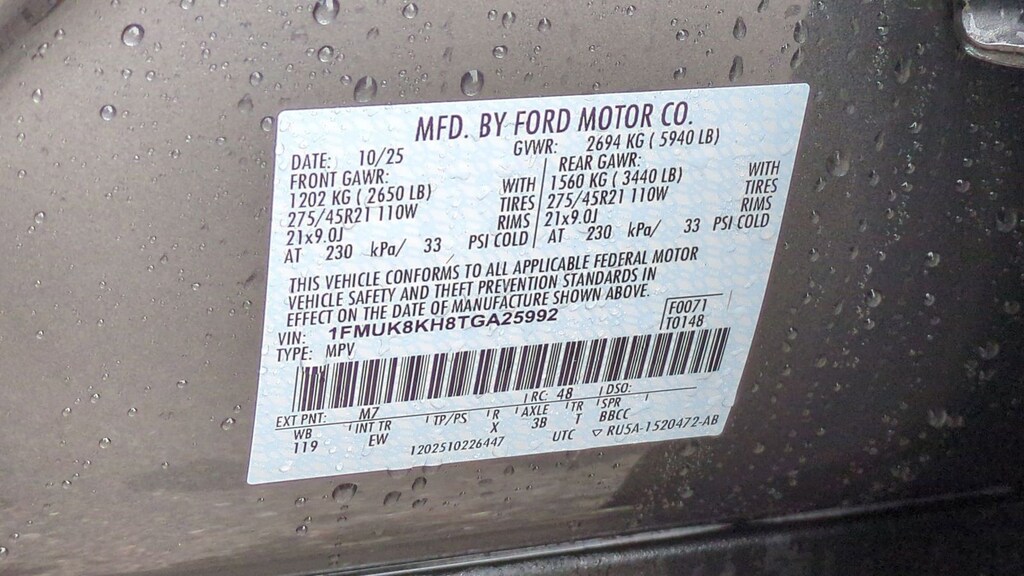 MFD. BY FORD MOTOR CO.
DATE: 10/25 GVWR: 2694 KG ( 5940 LB)
FRONT GAWR: REAR GAWR:
1202 KG ( 2650 LB) WITH 1560 KG ( 3440 LB) WITH
275/45R21 110W TIRES 275/45R21 110W TIRES
21x9.0J RIMS 21x9.0J RIMS
AT 230 kPa/ 33 PSI COLD AT 230 kPa/ 33 PSI COLD
THIS VEHICLE CONFORMS TO ALL APPLICABLE FEDERAL MOTOR
VEHICLE SAFETY AND THEFT PREVENTION STANDARDS IN
EFFECT ON THE DATE OF MANUFACTURE SHOWN ABOVE.
VIN: 1FMUK8KH8TGA25992 F0071
TYPE: MPV T0148
EXT PNT: M7 RC: 48 DSO:
WB INT TR TP/PS R AXLE TR SPR
119 EW X 3B T BBCC
1202510226447 UTC ▽ RU5A-1520472-AB